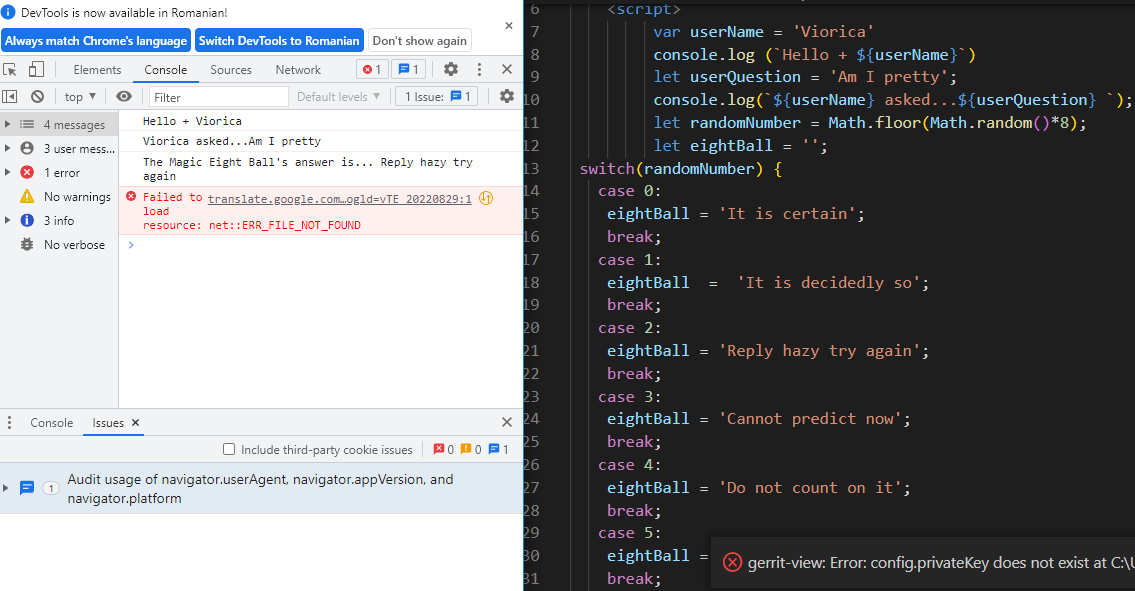 DevTools is now available in Romanian!
Always match Chrome's language Switch DevTools to Romanian Don't show again
Elements Console Sources Network 1 1
top Filter Default levels 1 Issue: 1
4 messages
3 user mess...
1 error
No warnings
3 info
No verbose
Hello + Viorica
Viorica asked...Am I pretty
The Magic Eight Ball's answer is... Reply hazy try
again
Failed to translate.google.com…ogId=vTE_20220829:1
load
resource: net::ERR_FILE_NOT_FOUND
Console Issues
Include third-party cookie issues 0 0 1
1 Audit usage of navigator.userAgent, navigator.appVersion, and
navigator.platform
6 <script>
7 var userName = 'Viorica'
8 console.log (`Hello + ${userName}`)
9 let userQuestion = 'Am I pretty';
10 console.log(`${userName} asked...${userQuestion} `);
11 let randomNumber = Math.floor(Math.random()*8);
12 let eightBall = '';
13 switch(randomNumber) {
14 case 0:
15 eightBall = 'It is certain';
16 break;
17 case 1:
18 eightBall = 'It is decidedly so';
19 break;
20 case 2:
21 eightBall = 'Reply hazy try again';
22 break;
23 case 3:
24 eightBall = 'Cannot predict now';
25 break;
26 case 4:
27 eightBall = 'Do not count on it';
28 break;
29 case 5:
30 eightBall =
31 break;
gerrit-view: Error: config.privateKey does not exist at C:\U